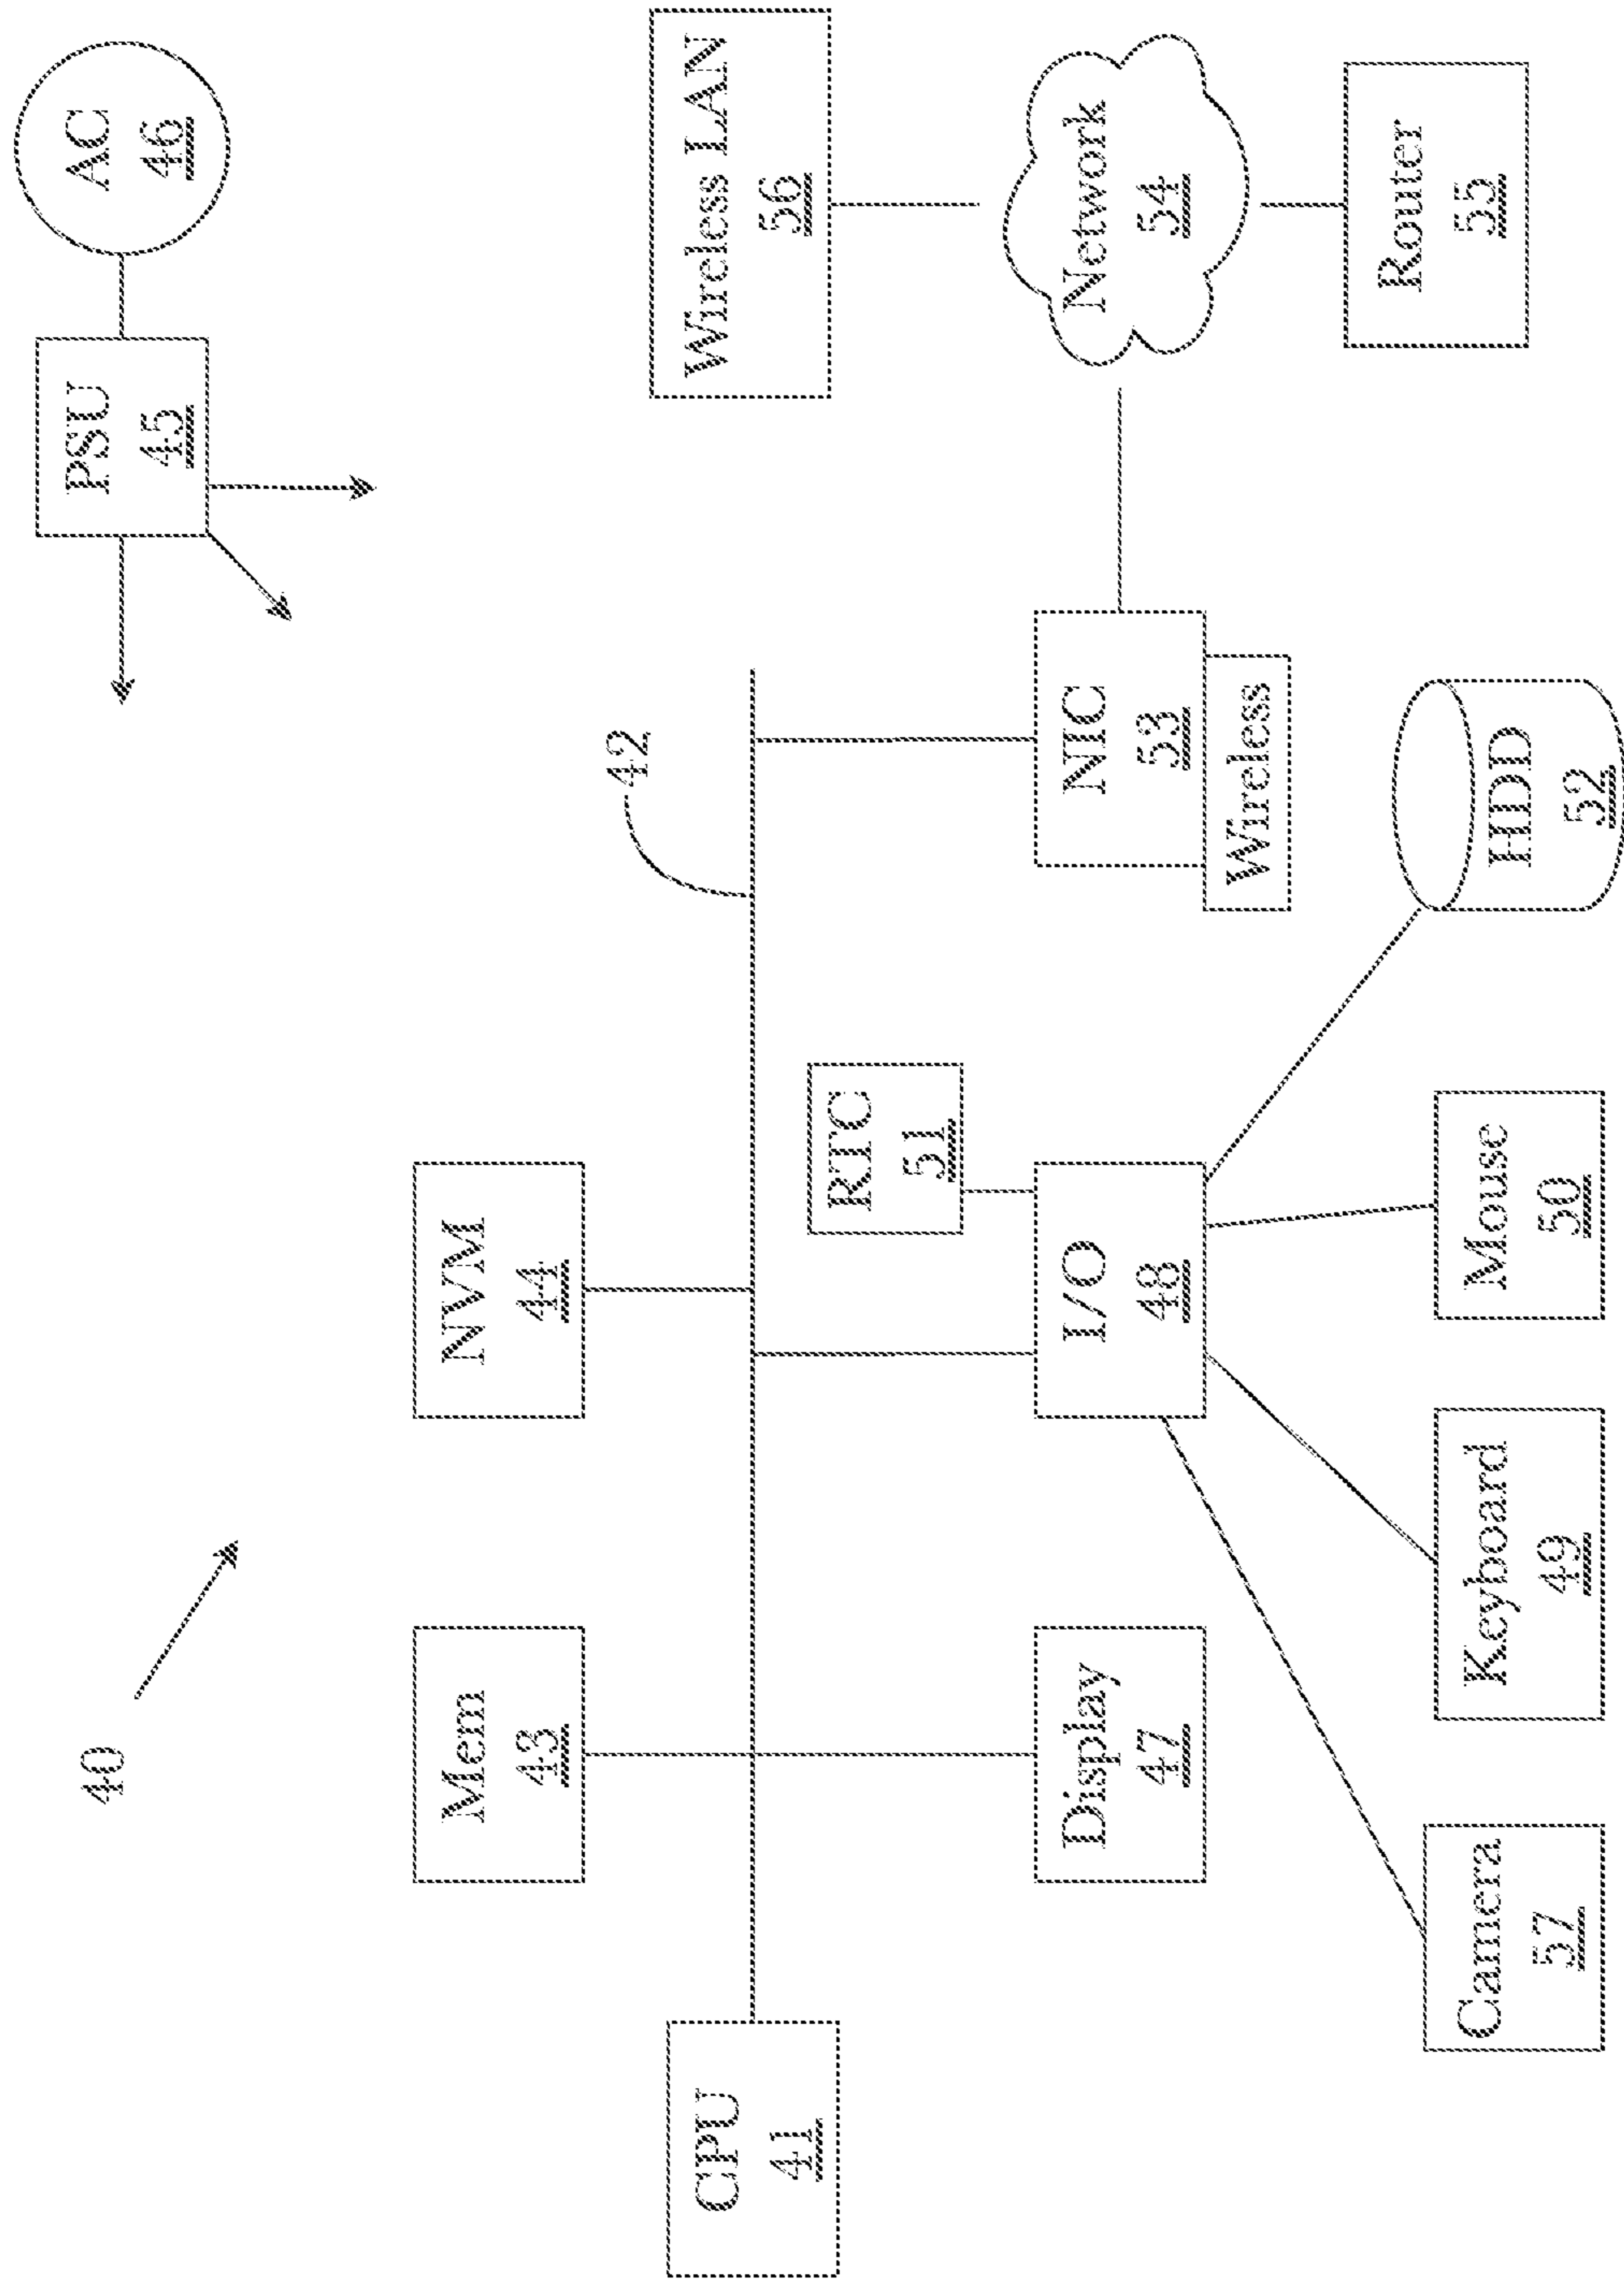 40
AC
46
PSU
45
Mem
43
NVM
44
42
Wireless LAN
56
CPU
41
RTC
51
Display
47
I/O
48
NIC
53
Wireless
Network
54
Camera
57
Keyboard
49
Mouse
50
HDD
52
Router
55